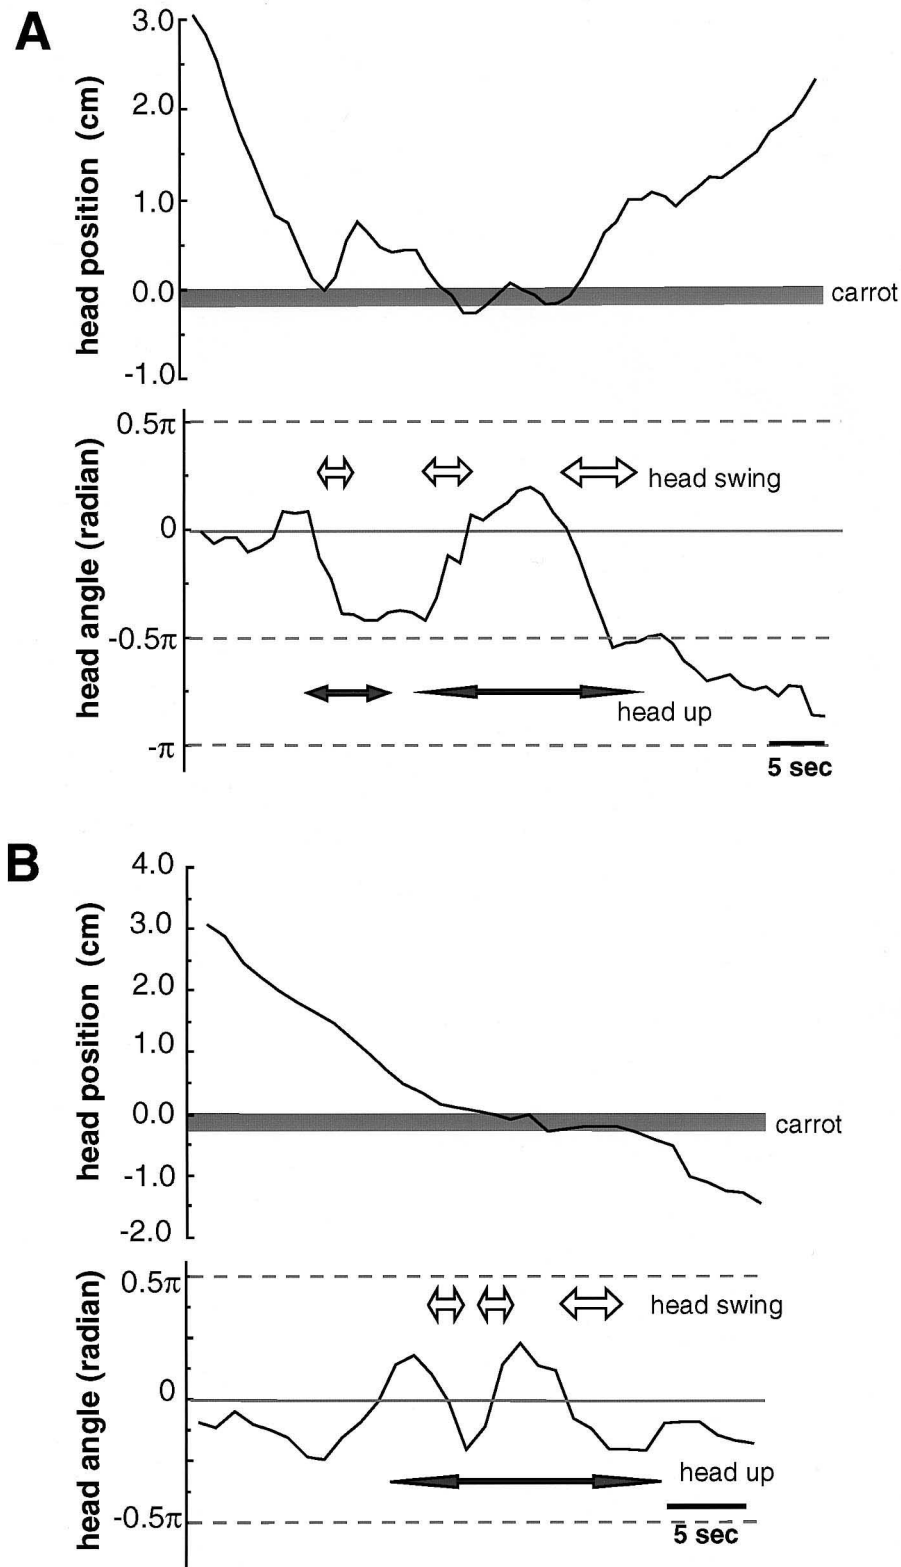 A
head position (cm)
3.0
2.0
1.0
0.0
-1.0
carrot
head angle (radian)
0.5π
0
-0.5π
-π
head swing
head up
5 sec
B
head position (cm)
4.0
3.0
2.0
1.0
0.0
-1.0
-2.0
carrot
head angle (radian)
0.5π
0
-0.5π
head swing
head up
5 sec